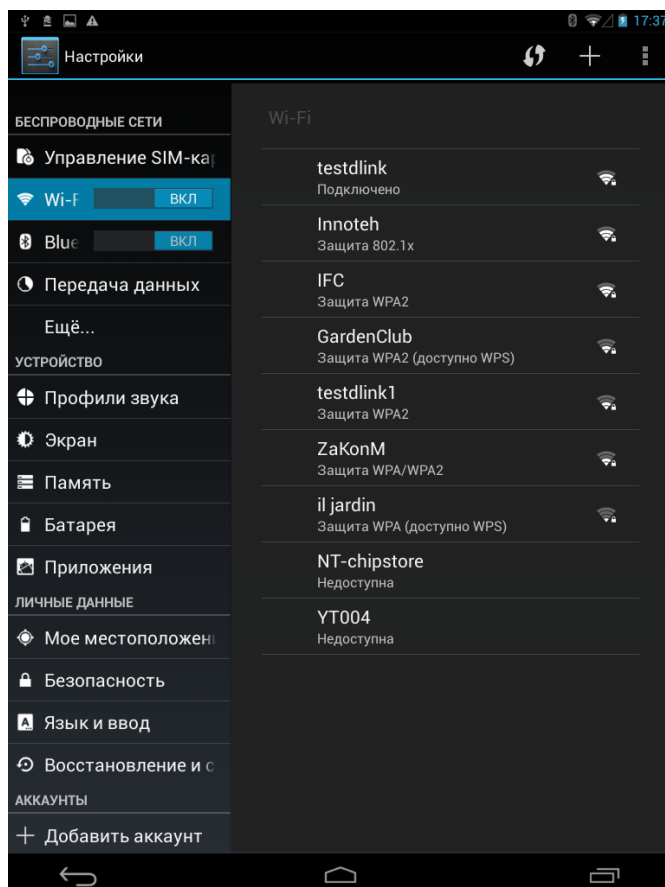 17:37
Настройки
БЕСПРОВОДНЫЕ СЕТИ
Управление SIM-кар
Wi-F ВКЛ
Blue ВКЛ
Передача данных
Ещё...
УСТРОЙСТВО
Профили звука
Экран
Память
Батарея
Приложения
ЛИЧНЫЕ ДАННЫЕ
Мое местоположени
Безопасность
Язык и ввод
Восстановление и с
АККАУНТЫ
Добавить аккаунт
Wi-Fi
testdlink
Подключено
Innoteh
Защита 802.1x
IFC
Защита WPA2
GardenClub
Защита WPA2 (доступно WPS)
testdlink1
Защита WPA2
ZaKonM
Защита WPA/WPA2
il jardin
Защита WPA (доступно WPS)
NT-chipstore
Недоступна
YT004
Недоступна